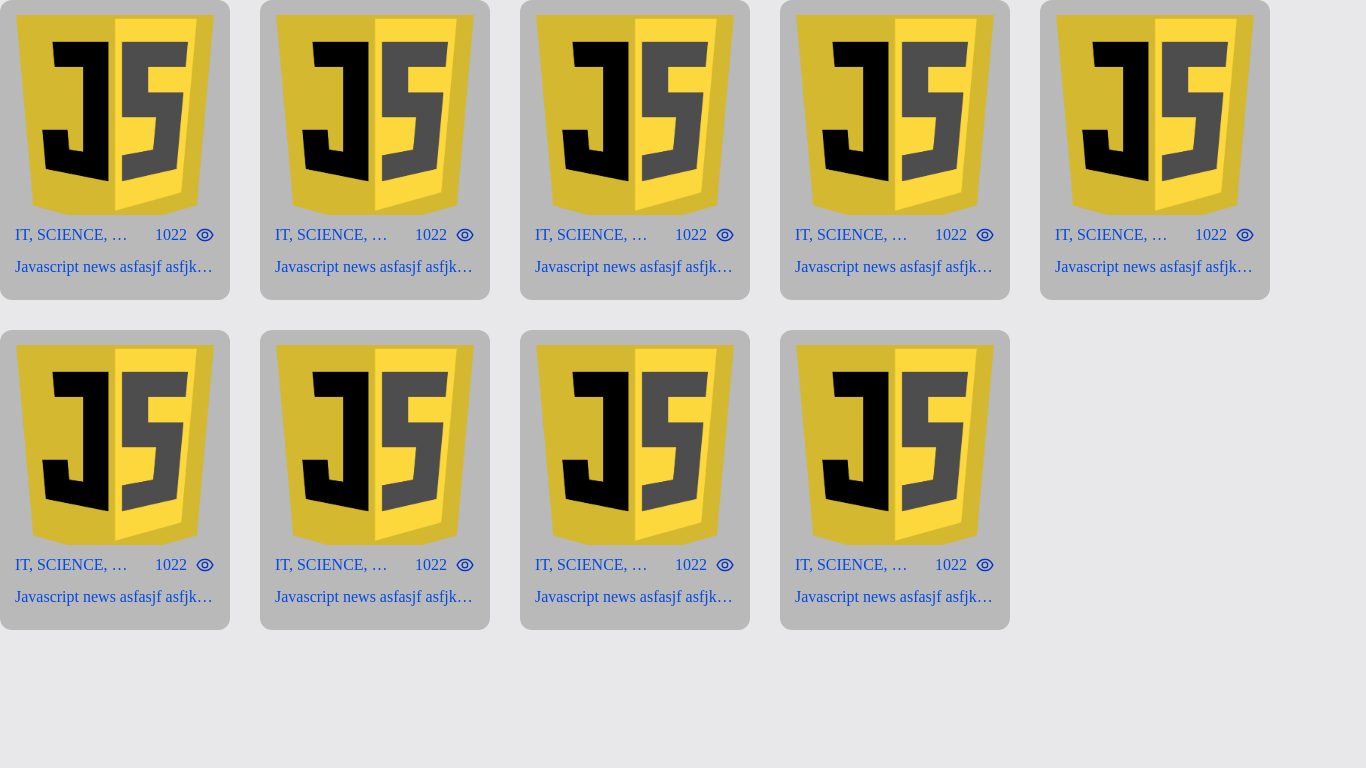 JS JS JS JS JS
IT, SCIENCE, … 1022 IT, SCIENCE, … 1022 IT, SCIENCE, … 1022 IT, SCIENCE, … 1022 IT, SCIENCE, … 1022
Javascript news asfasjf asfjk… Javascript news asfasjf asfjk… Javascript news asfasjf asfjk… Javascript news asfasjf asfjk… Javascript news asfasjf asfjk…
JS JS JS JS
IT, SCIENCE, … 1022 IT, SCIENCE, … 1022 IT, SCIENCE, … 1022 IT, SCIENCE, … 1022
Javascript news asfasjf asfjk… Javascript news asfasjf asfjk… Javascript news asfasjf asfjk… Javascript news asfasjf asfjk…